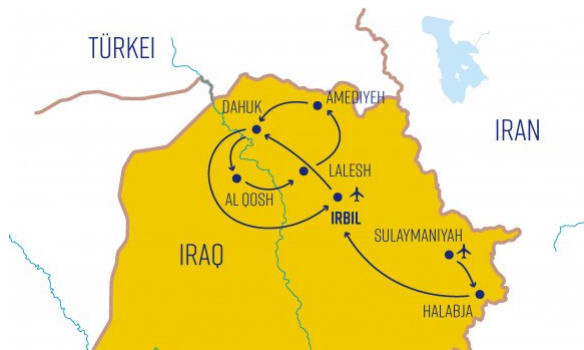 TÜRKEI
DAHUK
AMEDIYEH
IRAN
LALESH
AL QOSH
IRBIL
SULAYMANIYAH
IRAQ
HALABJA